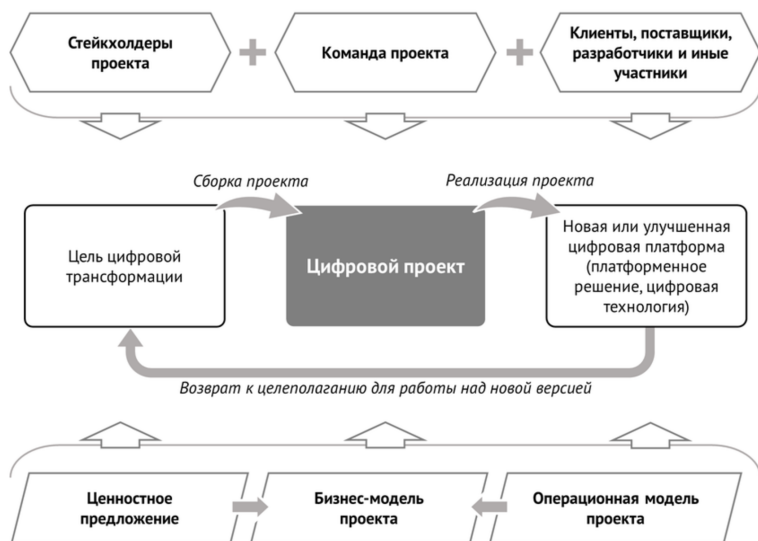 Стейкхолдеры
проекта
Команда проекта
Клиенты, поставщики,
разработчики и иные
участники
Сборка проекта
Реализация проекта
Цель цифровой
трансформации
Цифровой проект
Новая или улучшенная
цифровая платформа
(платформенное
решение, цифровая
технология)
Возврат к целеполаганию для работы над новой версией
Ценностное
предложение
Бизнес-модель
проекта
Операционная модель
проекта